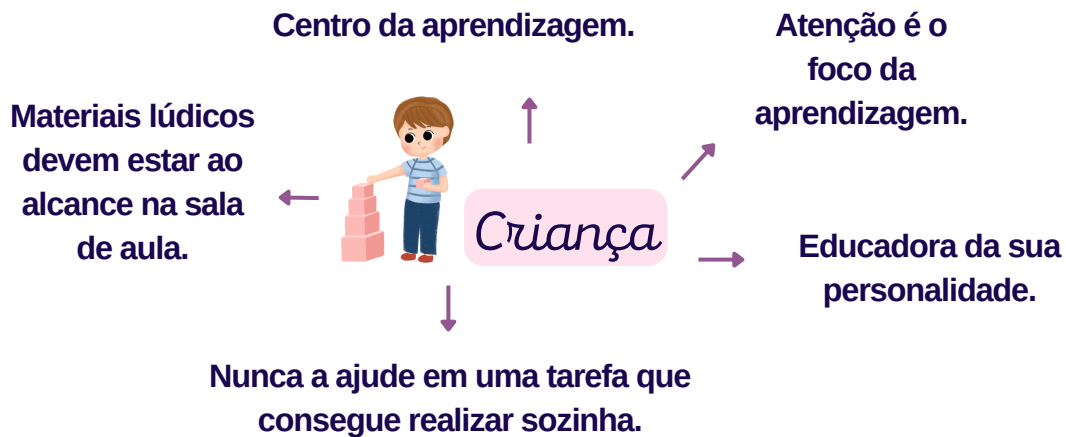 Centro da aprendizagem.
Atenção é o
foco da
aprendizagem.
Materiais lúdicos
devem estar ao
alcance na sala
de aula.
Criança
Educadora da sua
personalidade.
Nunca a ajude em uma tarefa que
consegue realizar sozinha.